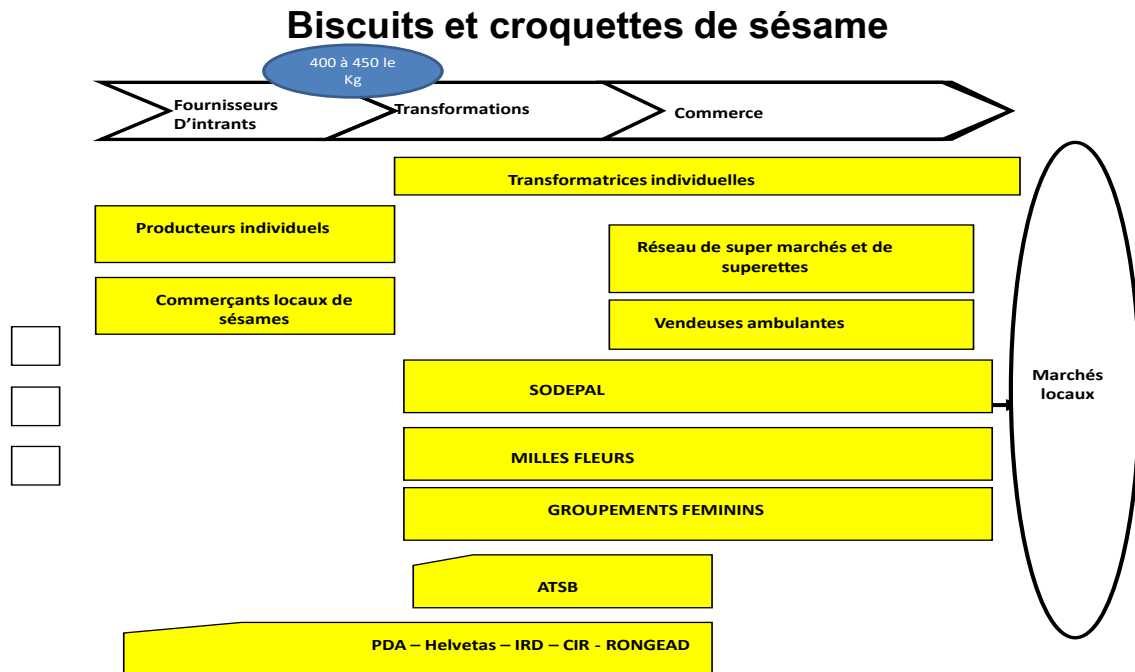 Biscuits et croquettes de sésame
400 à 450 le
Kg
Fournisseurs
D’intrants
Transformations
Commerce
Transformatrices individuelles
Producteurs individuels
Réseau de super marchés et de
superettes
Commerçants locaux de
sésames
Vendeuses ambulantes
SODEPAL
Marchés
locaux
MILLES FLEURS
GROUPEMENTS FEMININS
ATSB
PDA – Helvetas – IRD – CIR - RONGEAD